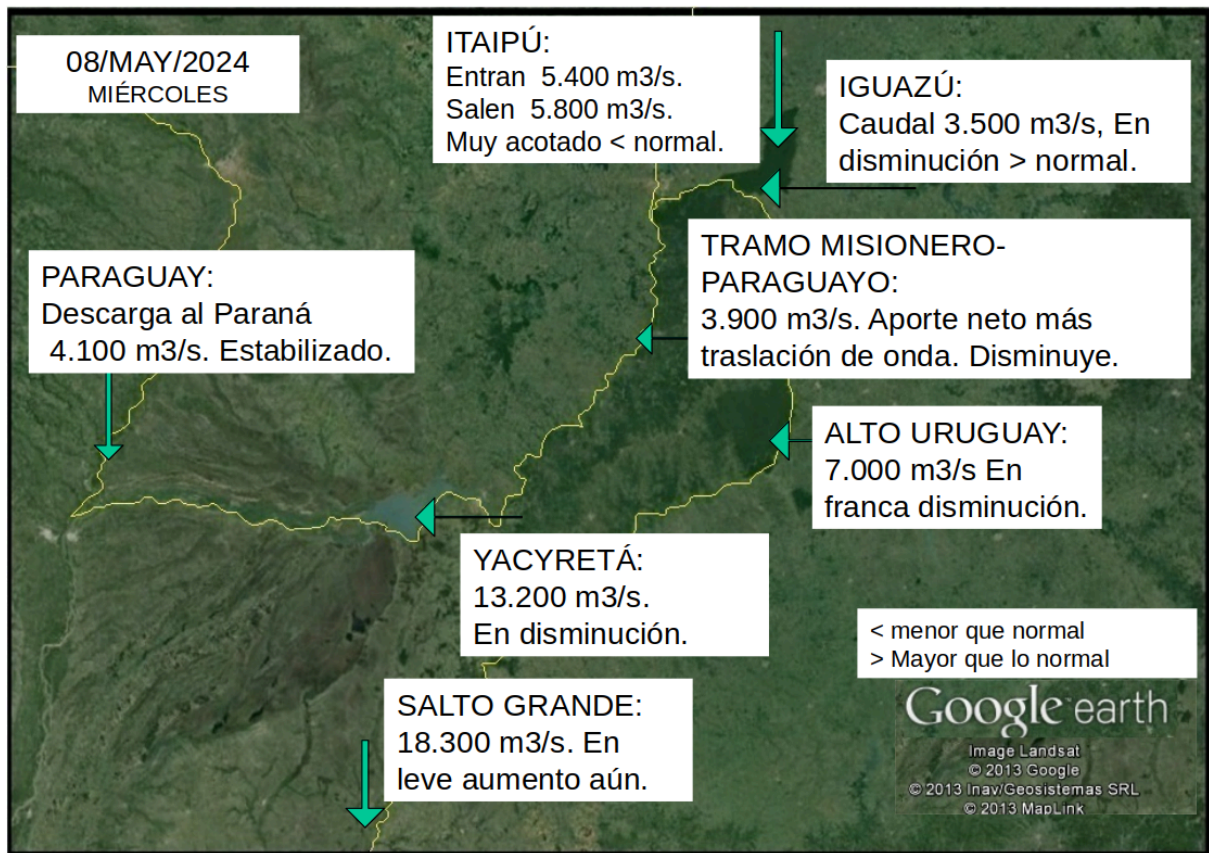 08/MAY/2024
MIÉRCOLES
ITAIPÚ:
Entran 5.400 m3/s.
Salen 5.800 m3/s.
Muy acotado < normal.
IGUAZÚ:
Caudal 3.500 m3/s, En
disminución > normal.
PARAGUAY:
Descarga al Paraná
4.100 m3/s. Estabilizado.
TRAMO MISIONERO-
PARAGUAYO:
3.900 m3/s. Aporte neto más
traslación de onda. Disminuye.
ALTO URUGUAY:
7.000 m3/s En
franca disminución.
YACYRETÁ:
13.200 m3/s.
En disminución.
< menor que normal
> Mayor que lo normal
SALTO GRANDE:
18.300 m3/s. En
leve aumento aún.
Google earth
Image Landsat
© 2013 Google
© 2013 Inav/Geosistemas SRL
© 2013 MapLink